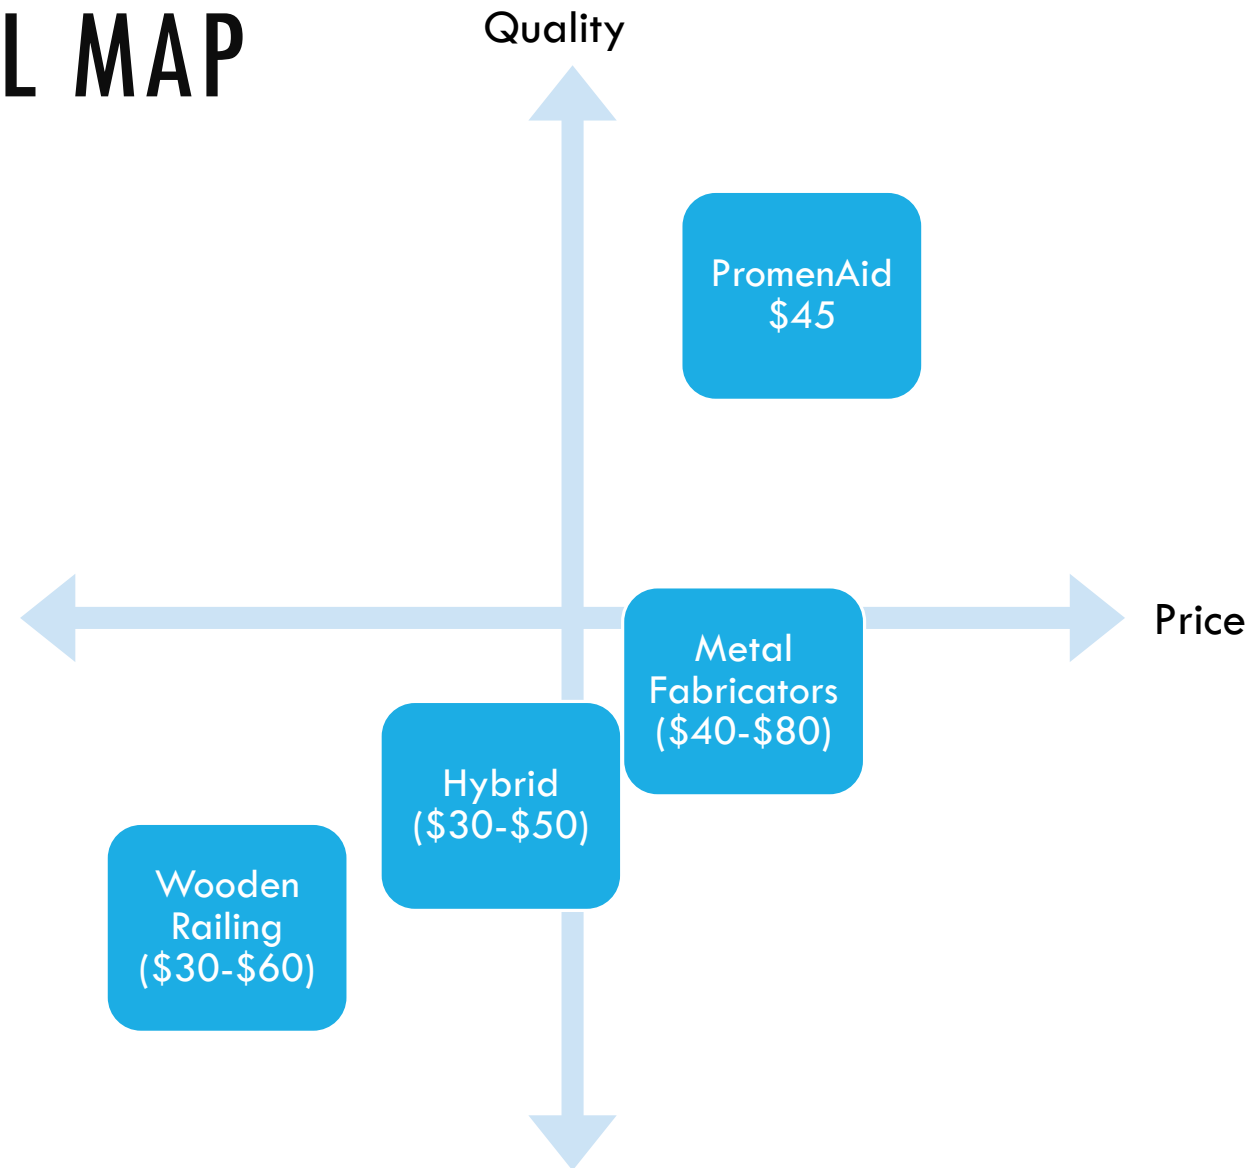 L MAP
Quality
PromenAid
$45
Price
Metal
Fabricators
($40-$80)
Hybrid
($30-$50)
Wooden
Railing
($30-$60)